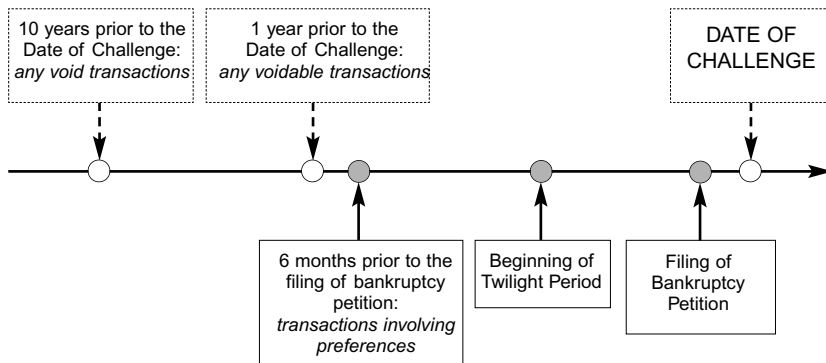 10 years prior to the
Date of Challenge:
any void transactions
1 year prior to the
Date of Challenge:
any voidable transactions
DATE OF
CHALLENGE
6 months prior to the
filing of bankruptcy
petition:
transactions involving
preferences
Beginning of
Twilight Period
Filing of
Bankruptcy
Petition